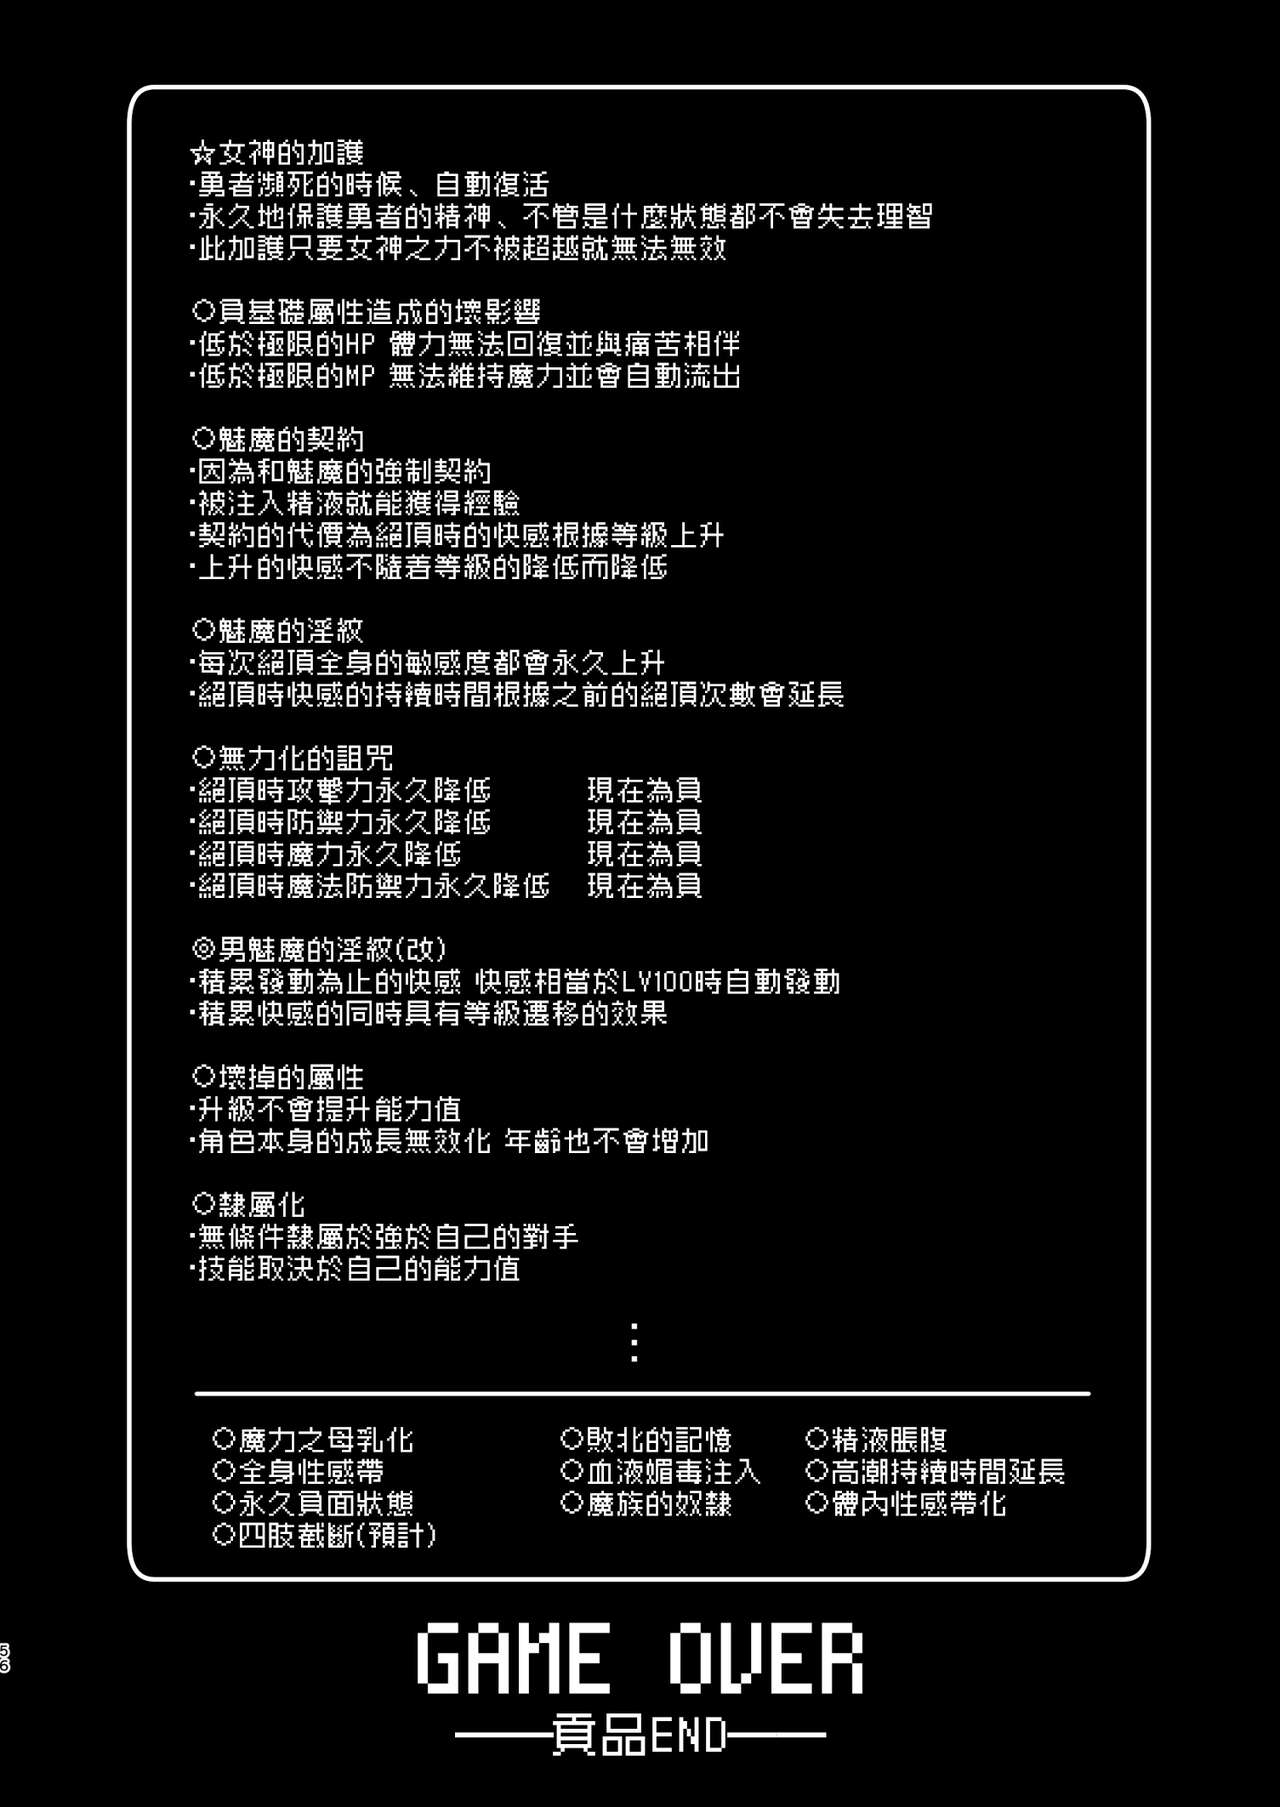 ☆女神的加護
·勇者瀕死的時候、自動復活
·永久地保護勇者的精神、不管是什麼狀態都不會失去理智
·此加護只要女神之力不被超越就無法無效
○負基礎屬性造成的壞影響
·低於極限的HP 體力無法回復並與痛苦相伴
·低於極限的MP 無法維持魔力並會自動流出
○魅魔的契約
·因為和魅魔的強制契約
·被注入精液就能獲得經驗
·契約的代價為絕頂時的快感根據等級上升
·上升的快感不隨著等級的降低而降低
○魅魔的淫紋
·每次絕頂全身的敏感度都會永久上升
·絕頂時快感的持續時間根據之前的絕頂次數會延長
○無力化的詛咒
·絕頂時攻擊力永久降低 現在為負
·絕頂時防禦力永久降低 現在為負
·絕頂時魔力永久降低 現在為負
·絕頂時魔法防禦力永久降低 現在為負
◎男魅魔的淫紋(改)
·積累發動為止的快感 快感相當於LV100時自動發動
·積累快感的同時具有等級遷移的效果
○壞掉的屬性
·升級不會提升能力值
·角色本身的成長無效化 年齡也不會增加
○隸屬化
·無條件隸屬於強於自己的對手
·技能取決於自己的能力值
⋮
○魔力之母乳化 ○敗北的記憶 ○精液脹腹
○全身性感帶 ○血液媚毒注入 ○高潮持續時間延長
○永久負面狀態 ○魔族的奴隸 ○體內性感帶化
○四肢截斷(預計)
GAME OVER
──貢品END──
56